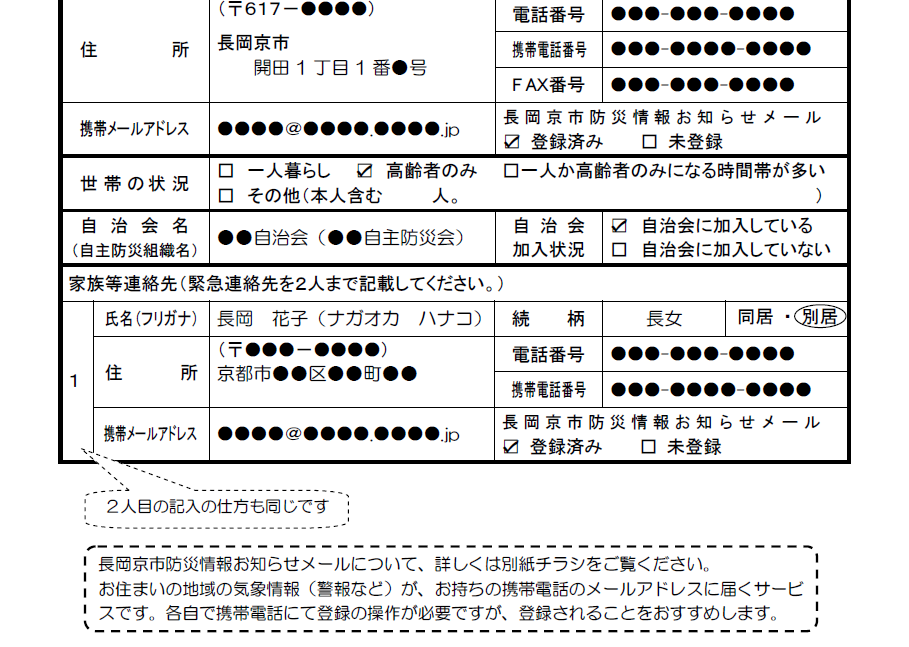 (〒617－●●●●)
住　　　所
長岡京市
開田１丁目１番●号
電話番号　●●●-●●●-●●●●
携帯電話番号　●●●-●●●●-●●●●
ＦAX番号　●●●-●●●-●●●●
携帯メールアドレス　●●●●@●●●●.●●●●.jp
長岡京市防災情報お知らせメール
☑ 登録済み　□ 未登録
世帯の状況
□ 一人暮らし　☑ 高齢者のみ　□一人か高齢者のみになる時間帯が多い
□ その他(本人含む　　　人。　　　)
自治会名
（自主防災組織名）
●●自治会（●●自主防災会）
自治会
加入状況
☑ 自治会に加入している
□ 自治会に加入していない
家族等連絡先（緊急連絡先を2人まで記載してください。）
1
氏名(フリガナ)　長岡　花子（ナガオカ　ハナコ）　続　　柄　長女　同居・別居
住　　　所
(〒●●●－●●●●)
京都市●●区●●町●●
電話番号　●●●-●●●-●●●●
携帯電話番号　●●●-●●●●-●●●●
携帯メールアドレス　●●●●@●●●●.●●●●.jp
長岡京市防災情報お知らせメール
☑ 登録済み　□ 未登録
２人目の記入の仕方も同じです
長岡京市防災情報お知らせメールについて、詳しくは別紙チラシをご覧ください。
お住まいの地域の気象情報（警報など）が、お持ちの携帯電話のメールアドレスに届くサービ
スです。各自で携帯電話にて登録の操作が必要ですが、登録されることをおすすめします。